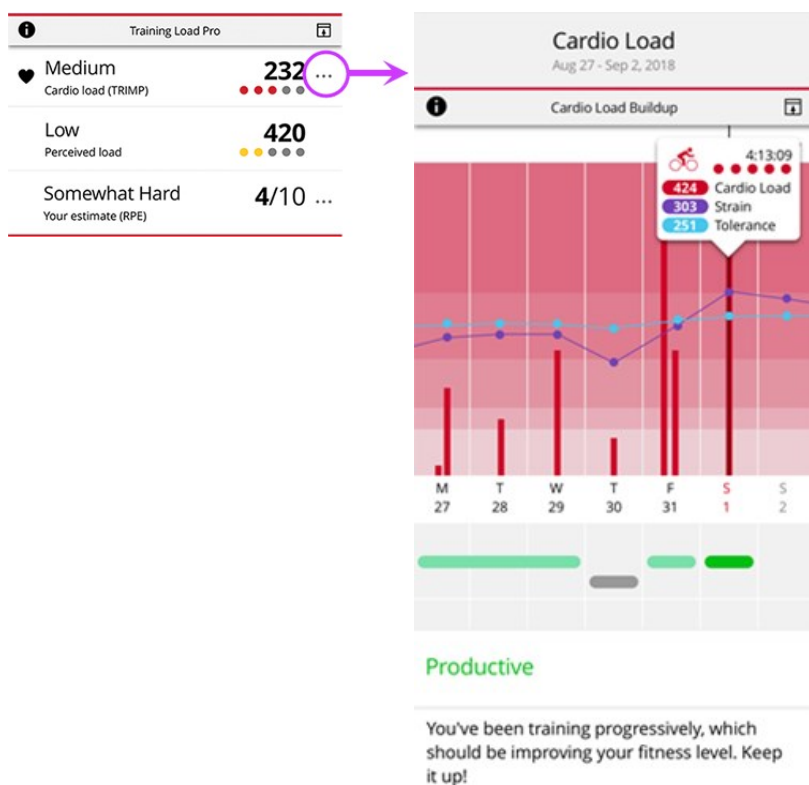 Training Load Pro
Medium
232 ...
Cardio load (TRIMP)
Low
420
Perceived load
Somewhat Hard
4/10 ...
Your estimate (RPE)
Cardio Load
Aug 27 - Sep 2, 2018
Cardio Load Buildup
4:13:09
424 Cardio Load
303 Strain
251 Tolerance
M T W T F S S
27 28 29 30 31 1 2
Productive
You've been training progressively, which
should be improving your fitness level. Keep
it up!